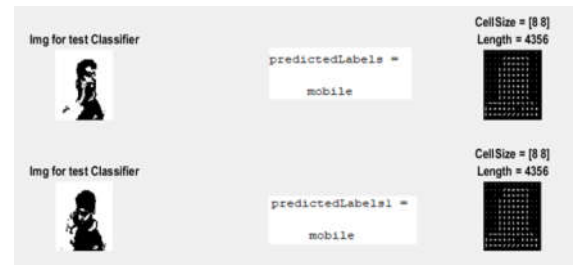 Img for test Classifier
predictedLabels =
mobile
CellSize = [8 8]
Length = 4356
Img for test Classifier
predictedLabels1 =
mobile
CellSize = [8 8]
Length = 4356